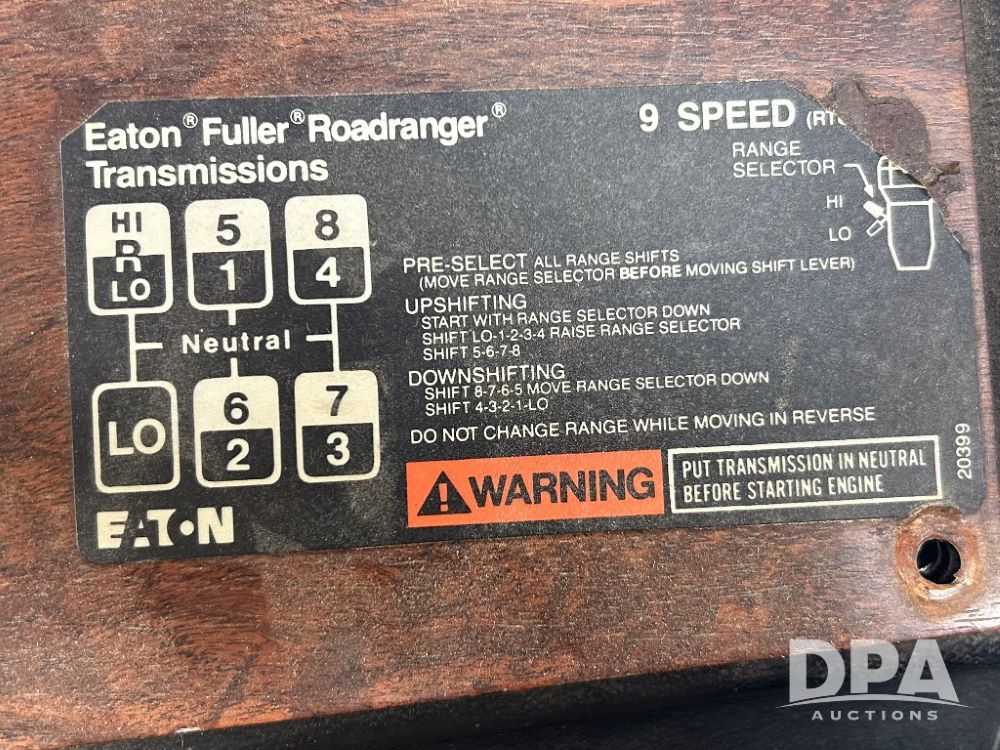 Eaton® Fuller® Roadranger®
Transmissions
9 SPEED
RANGE
SELECTOR
HI
LO
HI
R
LO
5
1
8
4
Neutral
LO
6
2
7
3
PRE-SELECT ALL RANGE SHIFTS
(MOVE RANGE SELECTOR BEFORE MOVING SHIFT LEVER)
UPSHIFTING
START WITH RANGE SELECTOR DOWN
SHIFT LO-1-2-3-4 RAISE RANGE SELECTOR
SHIFT 5-6-7-8
DOWNSHIFTING
SHIFT 8-7-6-5 MOVE RANGE SELECTOR DOWN
SHIFT 4-3-2-1-LO
DO NOT CHANGE RANGE WHILE MOVING IN REVERSE
WARNING
PUT TRANSMISSION IN NEUTRAL
BEFORE STARTING ENGINE
20399
EATON
DPA
AUCTIONS